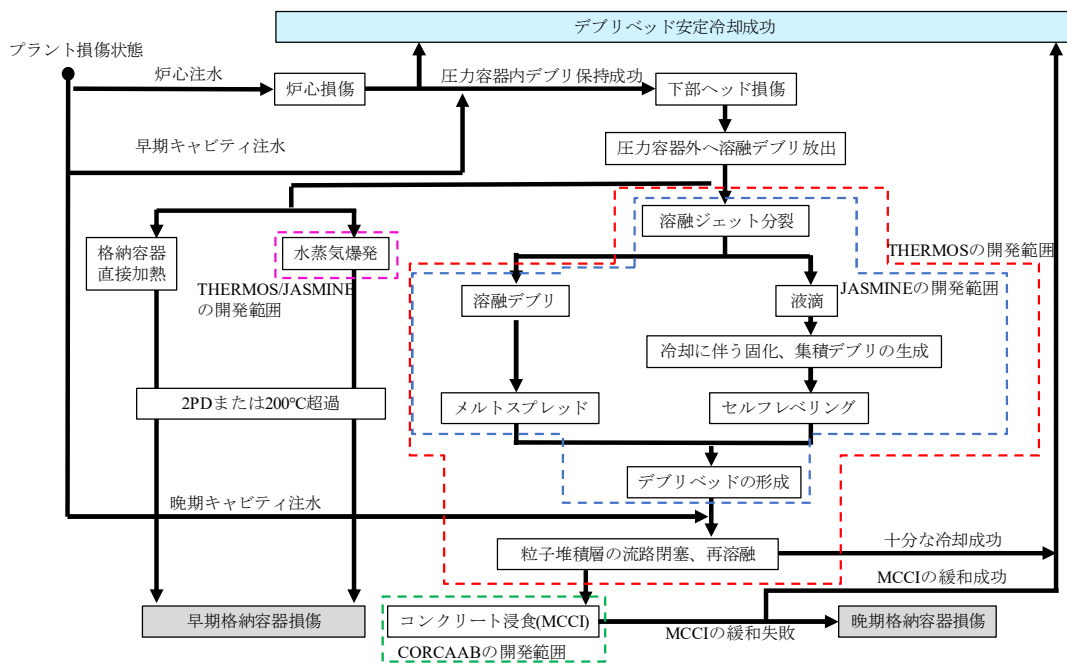 デブリベッド安定冷却成功
プラント損傷状態
炉心注水
炉心損傷
圧力容器内デブリ保持成功
下部ヘッド損傷
早期キャビティ注水
圧力容器外へ溶融デブリ放出
溶融ジェット分裂
格納容器
直接加熱
水蒸気爆発
THERMOSの開発範囲
THERMOS/JASMINE
の開発範囲
溶融デブリ
液滴
JASMINEの開発範囲
冷却に伴う固化、集積デブリの生成
2PDまたは200℃超過
メルトスプレッド
セルフレベリング
デブリベッドの形成
晩期キャビティ注水
粒子堆積層の流路閉塞、再溶融
十分な冷却成功
MCCIの緩和成功
早期格納容器損傷
コンクリート浸食(MCCI)
MCCIの緩和失敗
晩期格納容器損傷
CORCAABの開発範囲